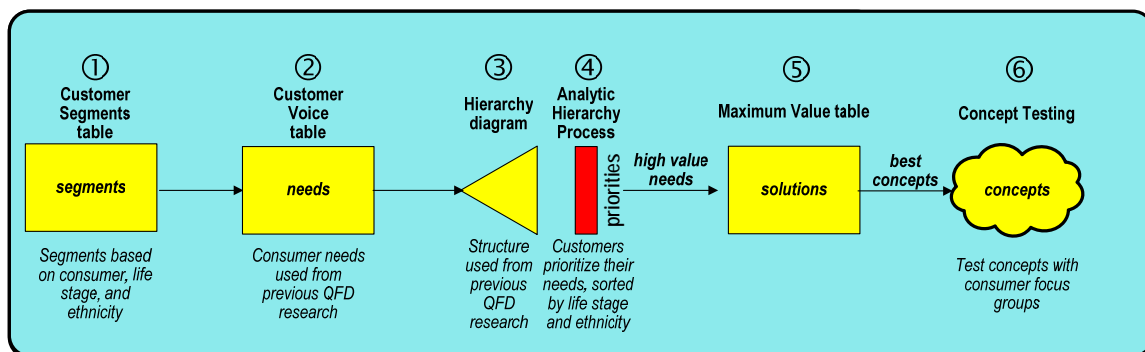 ①
Customer
Segments
table
segments
Segments based
on consumer, life
stage, and
ethnicity
②
Customer
Voice
table
needs
Consumer needs
used from
previous QFD
research
③
Hierarchy
diagram
Structure
used from
previous
QFD
research
④
Analytic
Hierarchy
Process
priorities
Customers
prioritize their
needs, sorted
by life stage
and ethnicity
high value
needs
⑤
Maximum Value table
solutions
best
concepts
⑥
Concept Testing
concepts
Test concepts with
consumer focus
groups